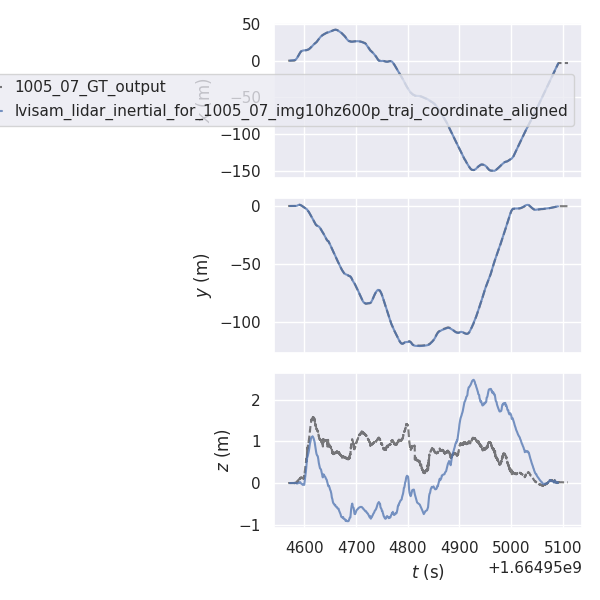 50
0
−50
−100
−150
x (m)
1005_07_GT_output
lvisam_lidar_inertial_for_1005_07_img10hz600p_traj_coordinate_aligned
0
−50
−100
y (m)
2
1
0
−1
z (m)
4600 4700 4800 4900 5000 5100
t (s)
+1.66495e9